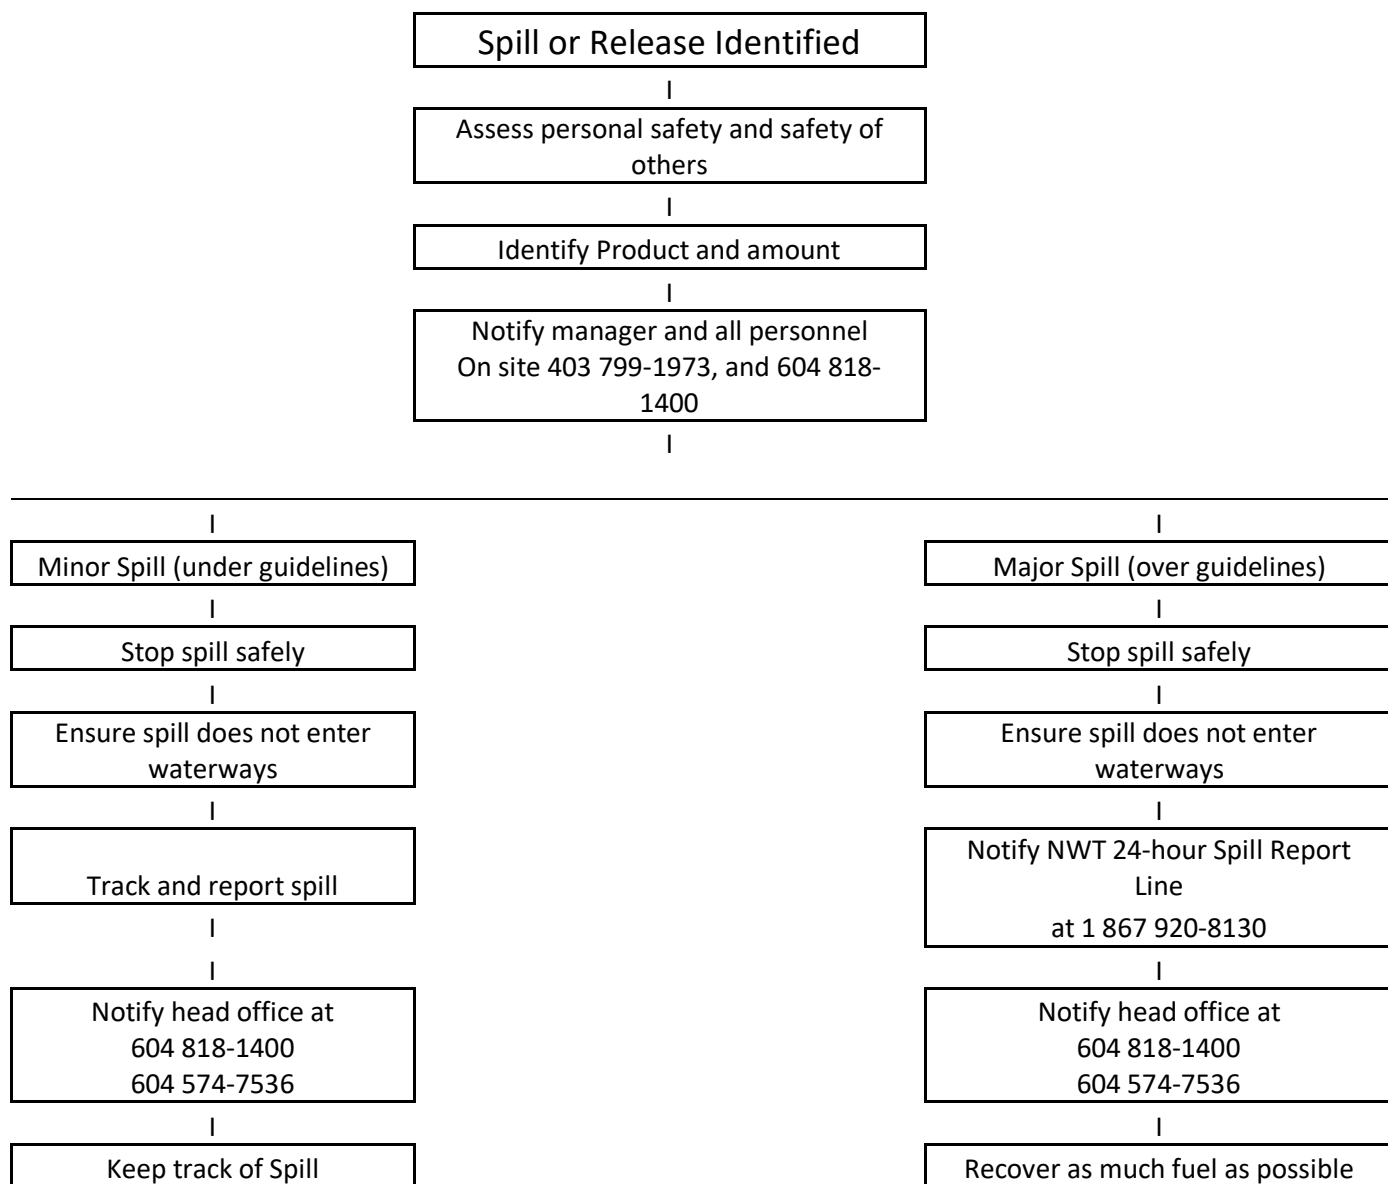 Spill or Release Identified
I
Assess personal safety and safety of
others
I
Identify Product and amount
I
Notify manager and all personnel
On site 403 799-1973, and 604 818-
1400
I
I
Minor Spill (under guidelines)
I
Stop spill safely
I
Ensure spill does not enter
waterways
I
Track and report spill
I
I
Notify head office at
604 818-1400
604 574-7536
I
Keep track of Spill
I
Major Spill (over guidelines)
I
Stop spill safely
I
Ensure spill does not enter
waterways
I
Notify NWT 24-hour Spill Report
Line
at 1 867 920-8130
I
Notify head office at
604 818-1400
604 574-7536
I
Recover as much fuel as possible